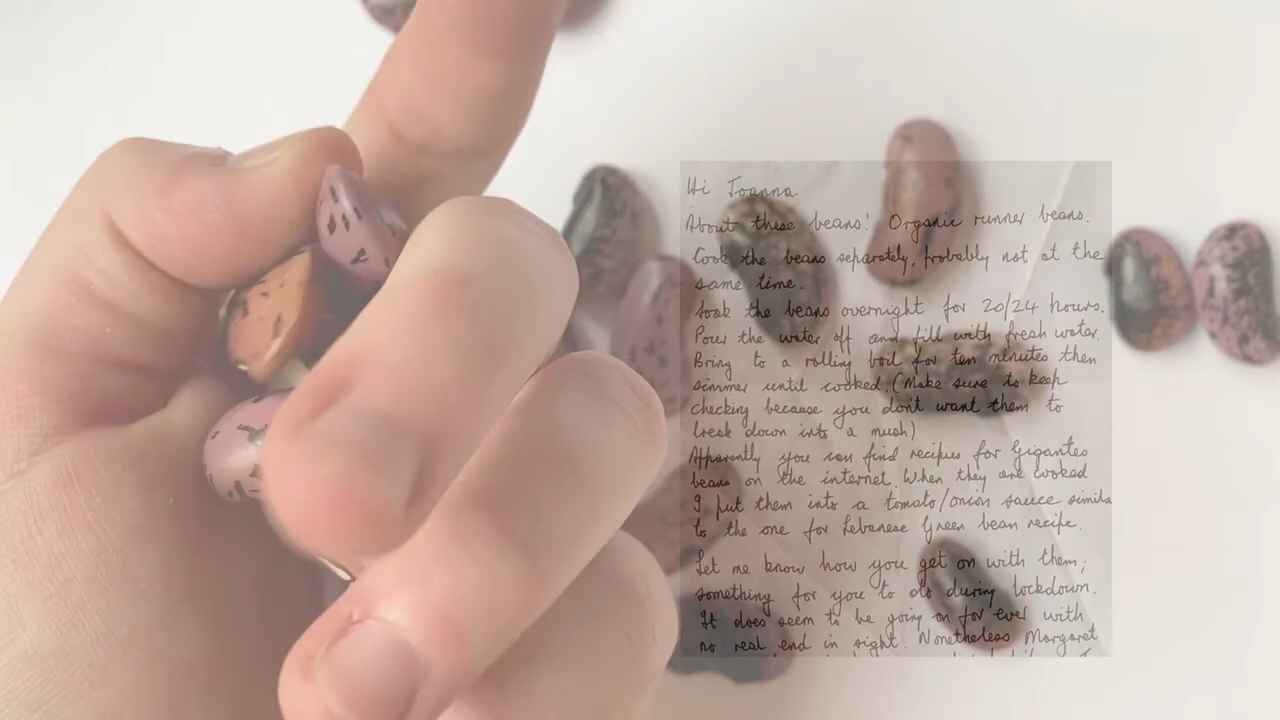 Hi Joanna.
About these beans! Organic runner beans.
Cook the beans separately, probably not at the
same time.
Soak the beans overnight for 20/24 hours.
Pour the water off and fill with fresh water.
Bring to a rolling boil for ten minutes then
simmer until cooked. (Make sure to keep
checking because you don't want them to
break down into a mush)
Apparently you can find recipies for Gigantes
beans on the internet. When they are cooked
I put them into a tomato/onion sauce simila
to the one for Lebanese Green bean recipe.
Let me know how you get on with them;
something for you to do during lockdown.
It does seem to be going on for ever with
no real end in sight. Nonetheless Margaret